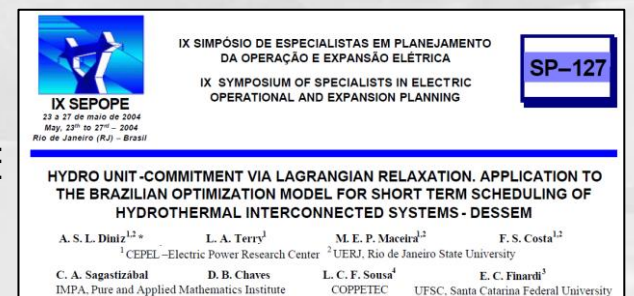 IX SIMPÓSIO DE ESPECIALISTAS EM PLANEJAMENTO
DA OPERAÇÃO E EXPANSÃO ELÉTRICA
IX SYMPOSIUM OF SPECIALISTS IN ELECTRIC
OPERATIONAL AND EXPANSION PLANNING
SP–127
IX SEPOPE
23 a 27 de maio de 2004
May, 23th to 27rd – 2004
Rio de Janeiro (RJ) – Brasil
HYDRO UNIT-COMMITMENT VIA LAGRANGIAN RELAXATION. APPLICATION TO
THE BRAZILIAN OPTIMIZATION MODEL FOR SHORT TERM SCHEDULING OF
HYDROTHERMAL INTERCONNECTED SYSTEMS - DESSEM
A. S. L. Diniz1,2 * L. A. Terry1 M. E. P. Maceira1,2 F. S. Costa1,2
1 CEPEL –Electric Power Research Center 2 UERJ, Rio de Janeiro State University
C. A. Sagastizábal D. B. Chaves L. C. F. Sousa4 E. C. Finardi3
IMPA, Pure and Applied Mathematics Institute COPPETEC UFSC, Santa Catarina Federal University